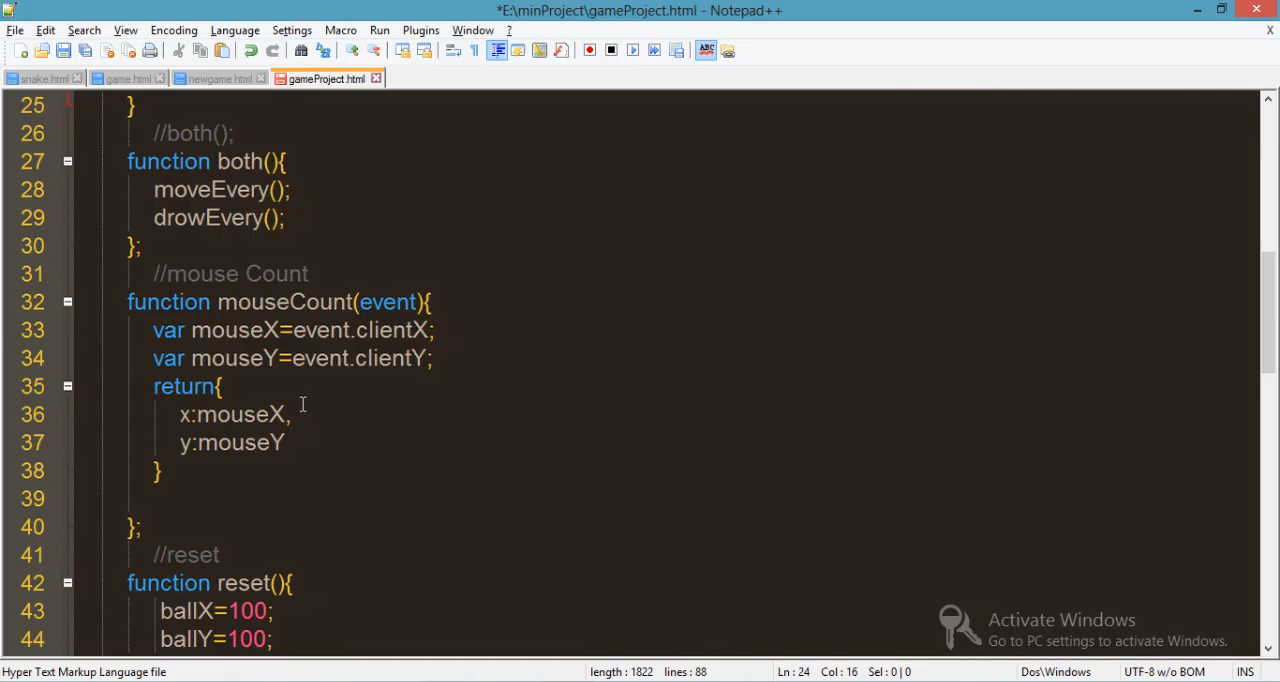 *E:\minProject\gameProject.html - Notepad++
File Edit Search View Encoding Language Settings Macro Run Plugins Window ? X
snake.html game.html newgame.html gameProject.html
25 }
26 //both();
27 function both(){
28 moveEvery();
29 drowEvery();
30 };
31 //mouse Count
32 function mouseCount(event){
33 var mouseX=event.clientX;
34 var mouseY=event.clientY;
35 return{
36 x:mouseX,
37 y:mouseY
38 }
39
40 };
41 //reset
42 function reset(){
43 ballX=100;
44 ballY=100;
Activate Windows
Go to PC settings to activate Windows.
Hyper Text Markup Language file length : 1822 lines : 88 Ln : 24 Col : 16 Sel : 0 | 0 Dos\Windows UTF-8 w/o BOM INS